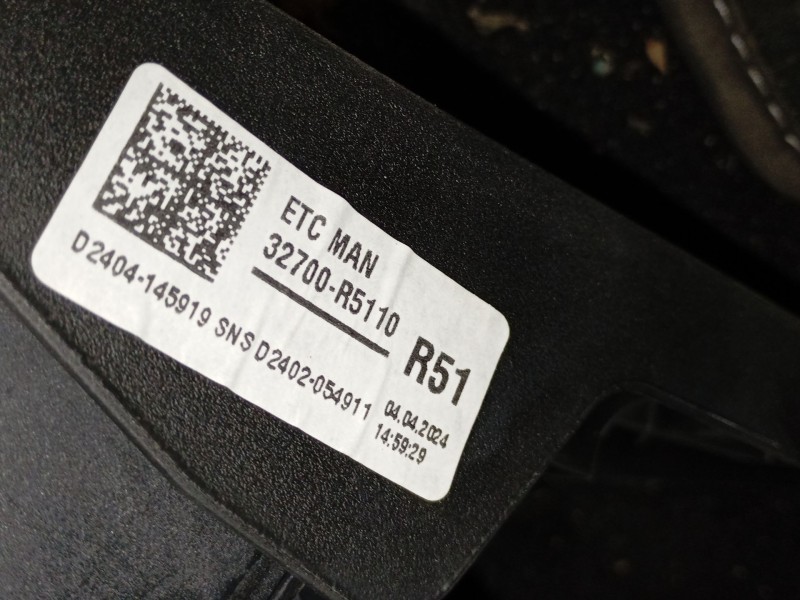 ETC MAN
32700-R5110
R51
D2404-145919 SNS D2402-054911
04.04.2024
14:59:29